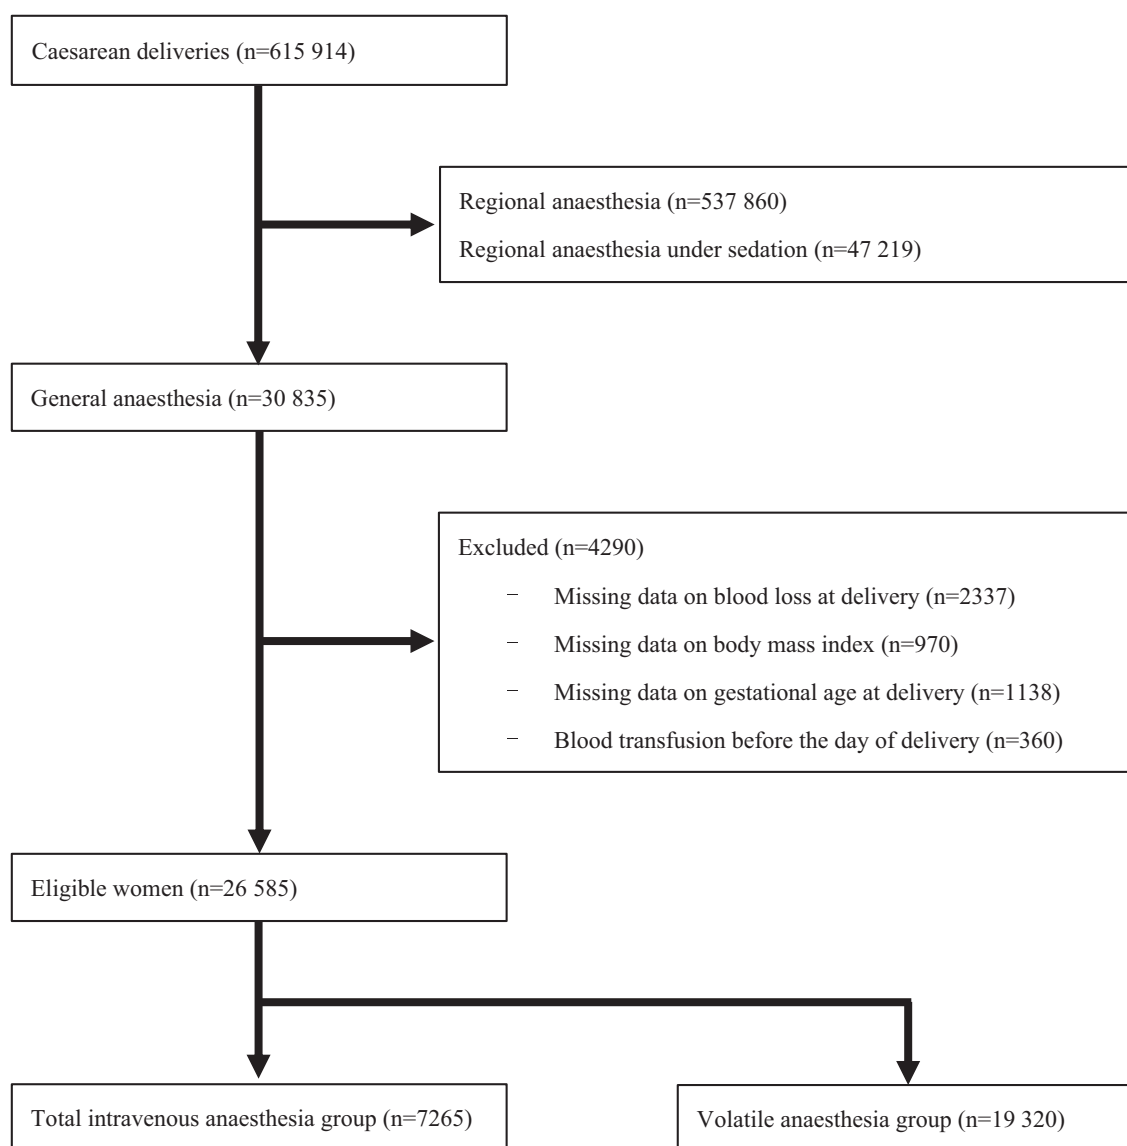 Caesarean deliveries (n=615 914)
Regional anaesthesia (n=537 860)
Regional anaesthesia under sedation (n=47 219)
General anaesthesia (n=30 835)
Excluded (n=4290)
– Missing data on blood loss at delivery (n=2337)
– Missing data on body mass index (n=970)
– Missing data on gestational age at delivery (n=1138)
– Blood transfusion before the day of delivery (n=360)
Eligible women (n=26 585)
Total intravenous anaesthesia group (n=7265)
Volatile anaesthesia group (n=19 320)